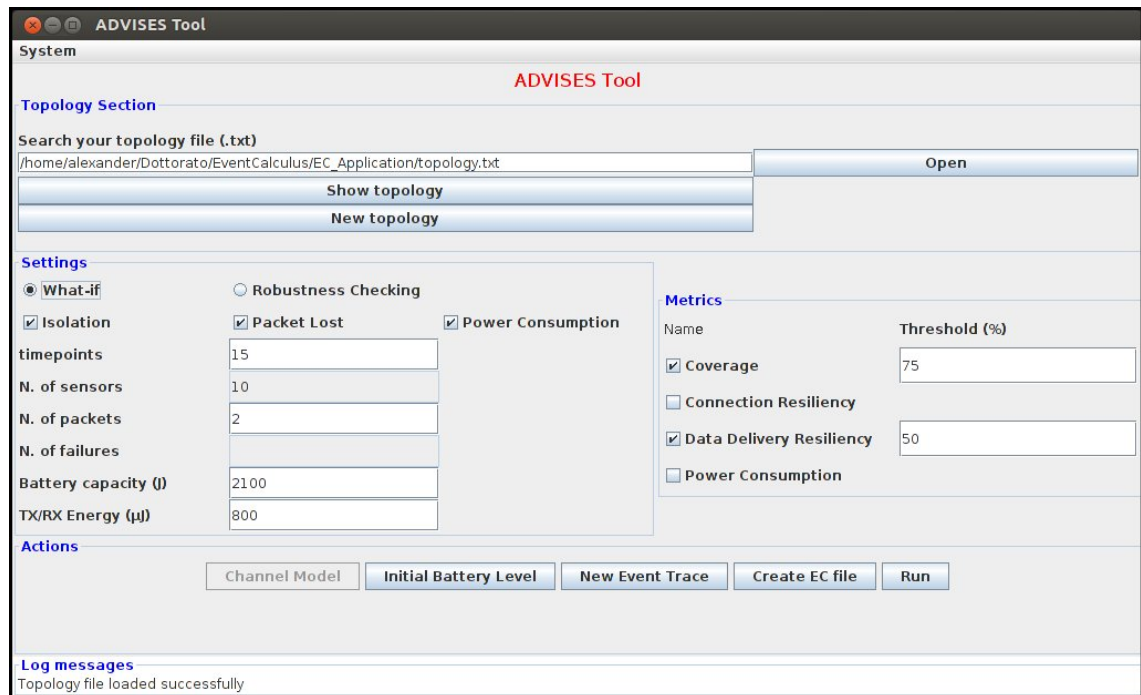 ADVISES Tool
System
ADVISES Tool
Topology Section
Search your topology file (.txt)
/home/alexander/Dottorato/EventCalculus/EC_Application/topology.txt Open
Show topology
New topology
Settings
What-if Robustness Checking
Isolation Packet Lost Power Consumption
timepoints 15
N. of sensors 10
N. of packets 2
N. of failures
Battery capacity (J) 2100
TX/RX Energy (µJ) 800
Metrics
Name Threshold (%)
Coverage 75
Connection Resiliency
Data Delivery Resiliency 50
Power Consumption
Actions
Channel Model Initial Battery Level New Event Trace Create EC file Run
Log messages
Topology file loaded successfully